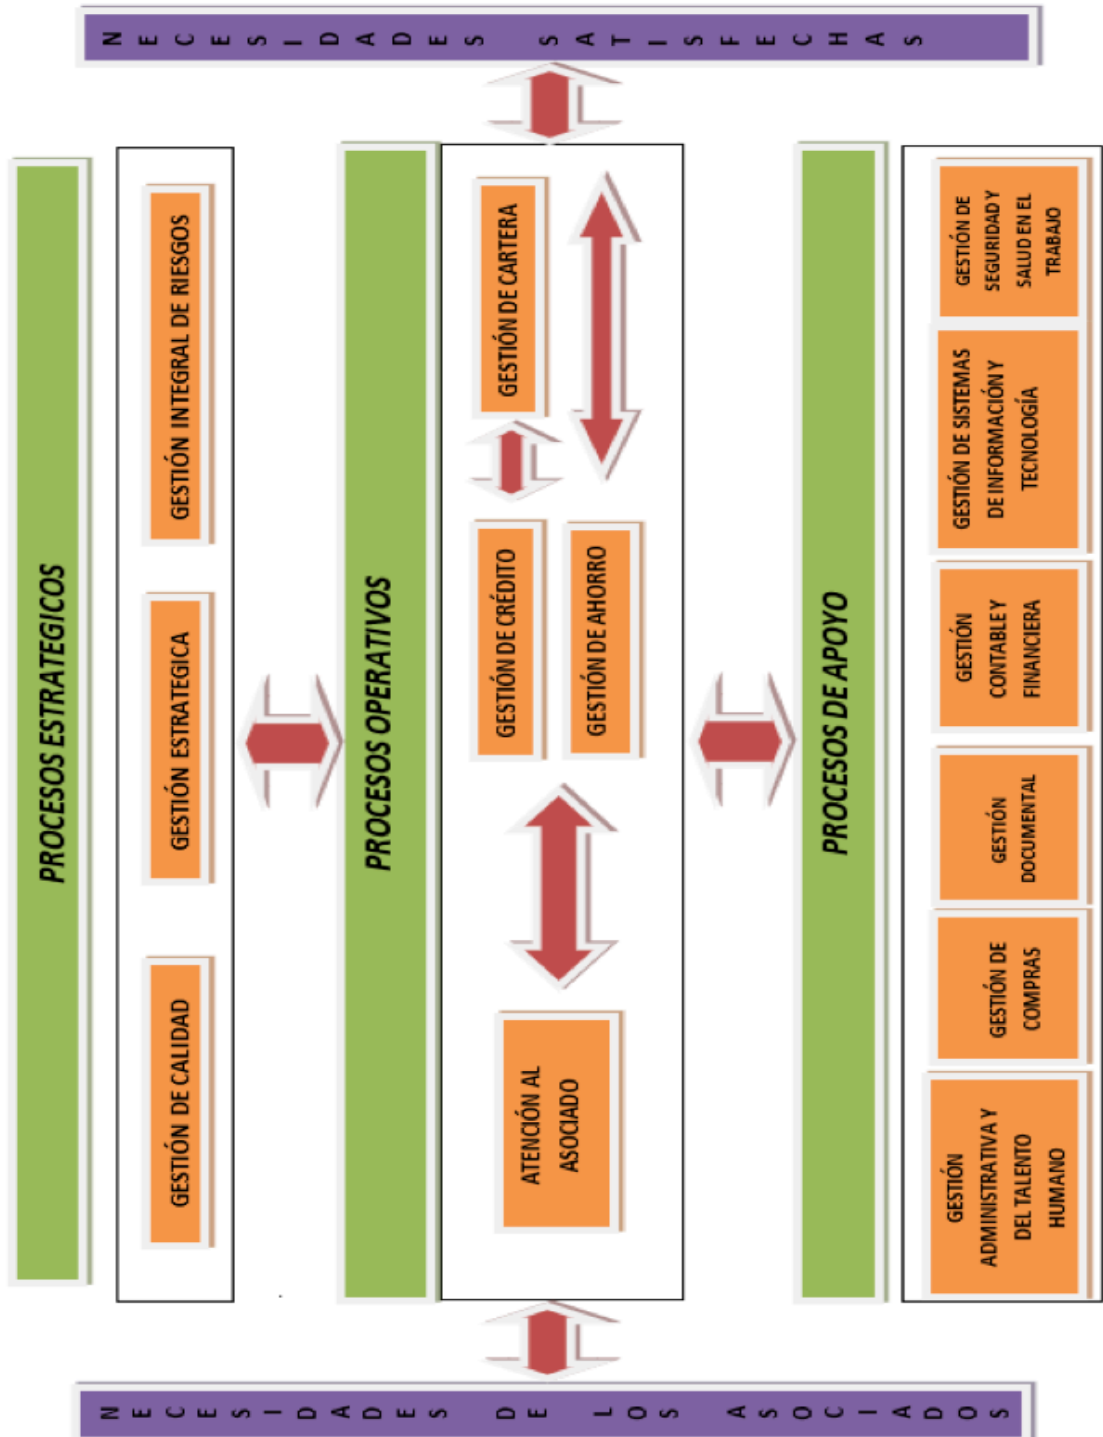 NECESIDADES DE LOS ASOCIADOS
PROCESOS ESTRATEGICOS
GESTIÓN DE CALIDAD
GESTIÓN ESTRATEGICA
GESTIÓN INTEGRAL DE RIESGOS
PROCESOS OPERATIVOS
ATENCIÓN AL
ASOCIADO
GESTIÓN DE CRÉDITO
GESTIÓN DE AHORRO
GESTIÓN DE CARTERA
PROCESOS DE APOYO
GESTIÓN
ADMINISTRATIVA Y
DEL TALENTO
HUMANO
GESTIÓN DE
COMPRAS
GESTIÓN
DOCUMENTAL
GESTIÓN
CONTABLE Y
FINANCIERA
GESTIÓN DE SISTEMAS
DE INFORMACIÓN Y
TECNOLOGÍA
GESTIÓN DE
SEGURIDAD Y
SALUD EN EL
TRABAJO
NECESIDADES SATISFECHAS